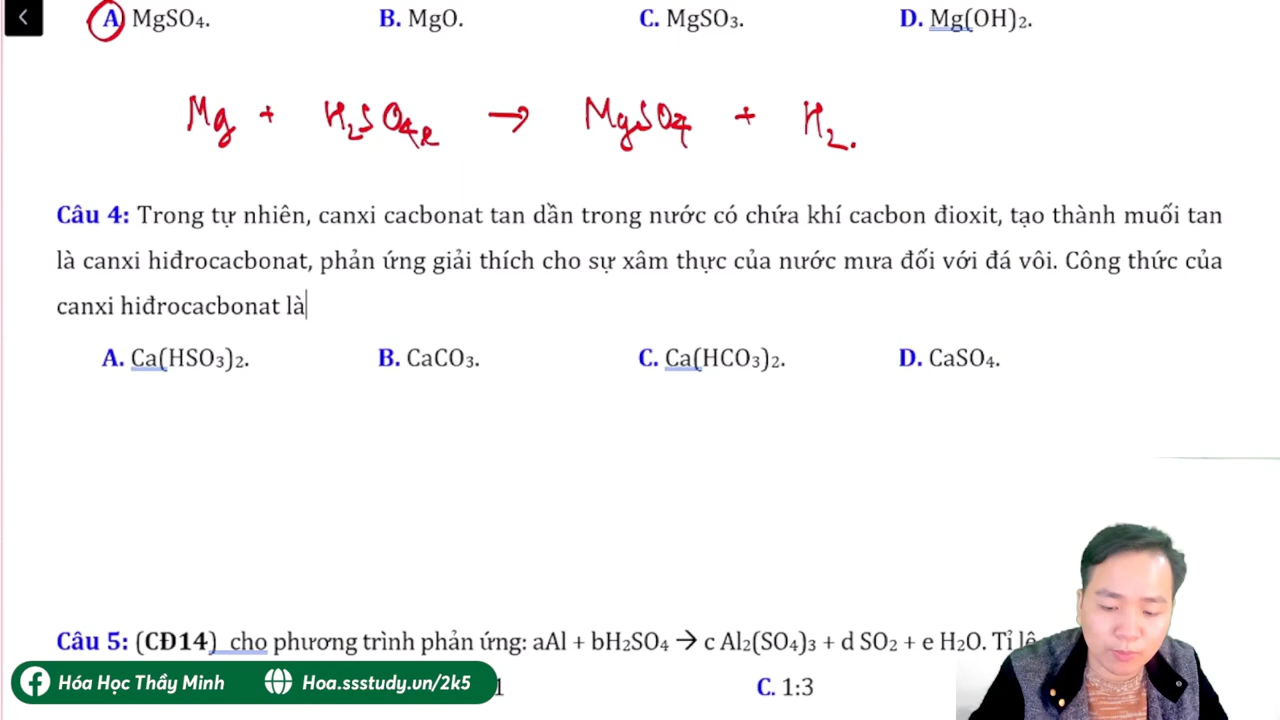 A MgSO₄. B. MgO. C. MgSO₃. D. Mg(OH)₂.
Mg + H₂SO₄ₗ → MgSO₄ + H₂.
Câu 4: Trong tự nhiên, canxi cacbonat tan dần trong nước có chứa khí cacbon đioxit, tạo thành muối tan
là canxi hiđrocacbonat, phản ứng giải thích cho sự xâm thực của nước mưa đối với đá vôi. Công thức của
canxi hiđrocacbonat là
A. Ca(HSO₃)₂. B. CaCO₃. C. Ca(HCO₃)₂. D. CaSO₄.
Câu 5: (CĐ14) cho phương trình phản ứng: aAl + bH₂SO₄ → c Al₂(SO₄)₃ + d SO₂ + e H₂O. Tỉ lệ
1 C. 1:3
Hóa Học Thầy Minh Hoa.ssstudy.vn/2k5